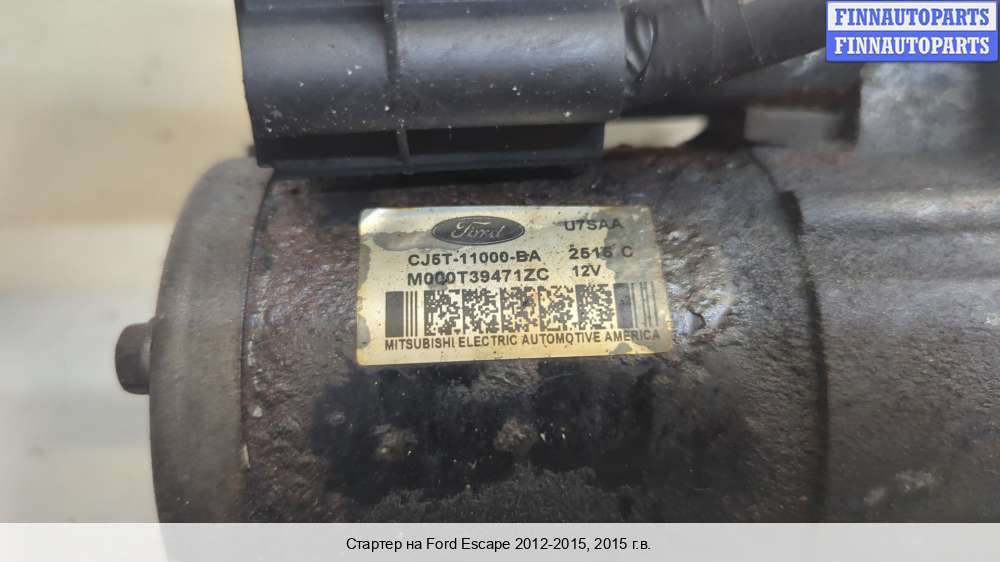 FINNAUTOPARTS
FINNAUTOPARTS
Ford
U7SAA
CJ5T-11000-BA 2515 C
M000T39471ZC 12V
MITSUBISHI ELECTRIC AUTOMOTIVE AMERICA
Стартер на Ford Escape 2012-2015, 2015 г.в.